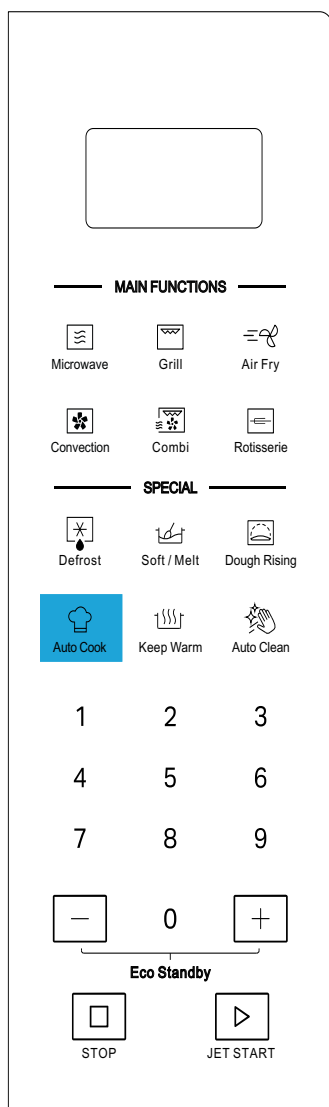 MAIN FUNCTIONS
Microwave Grill Air Fry
Convection Combi Rotisserie
SPECIAL
Defrost Soft / Melt Dough Rising
Auto Cook Keep Warm Auto Clean
1 2 3
4 5 6
7 8 9
− 0 +
Eco Standby
STOP JET START